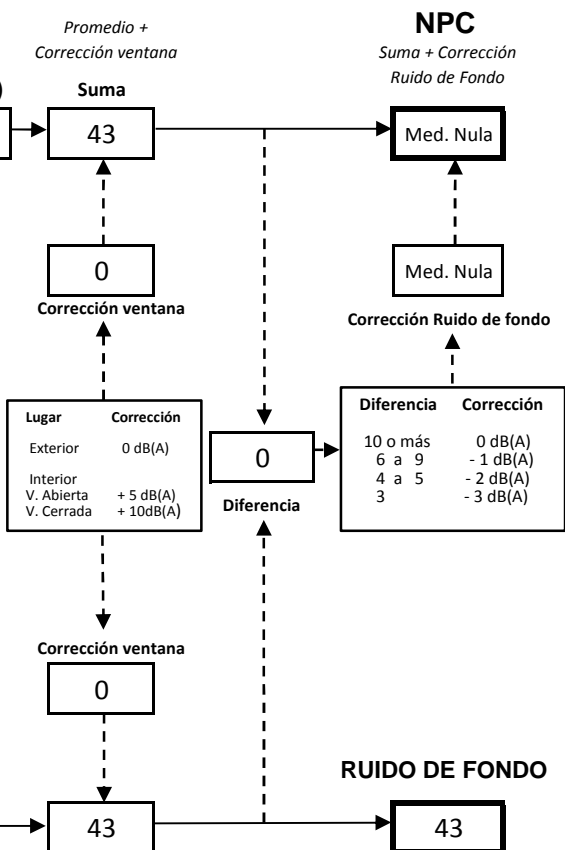 Promedio +
Corrección ventana
NPC
Suma + Corrección
Ruido de Fondo
)
Suma
43
Med. Nula
0
Med. Nula
Corrección ventana
Corrección Ruido de fondo
Lugar Corrección
Exterior 0 dB(A)
Interior
V. Abierta + 5 dB(A)
V. Cerrada + 10dB(A)
0
Diferencia
Diferencia Corrección
10 o más 0 dB(A)
6 a 9 - 1 dB(A)
4 a 5 - 2 dB(A)
3 - 3 dB(A)
Corrección ventana
0
RUIDO DE FONDO
43
43